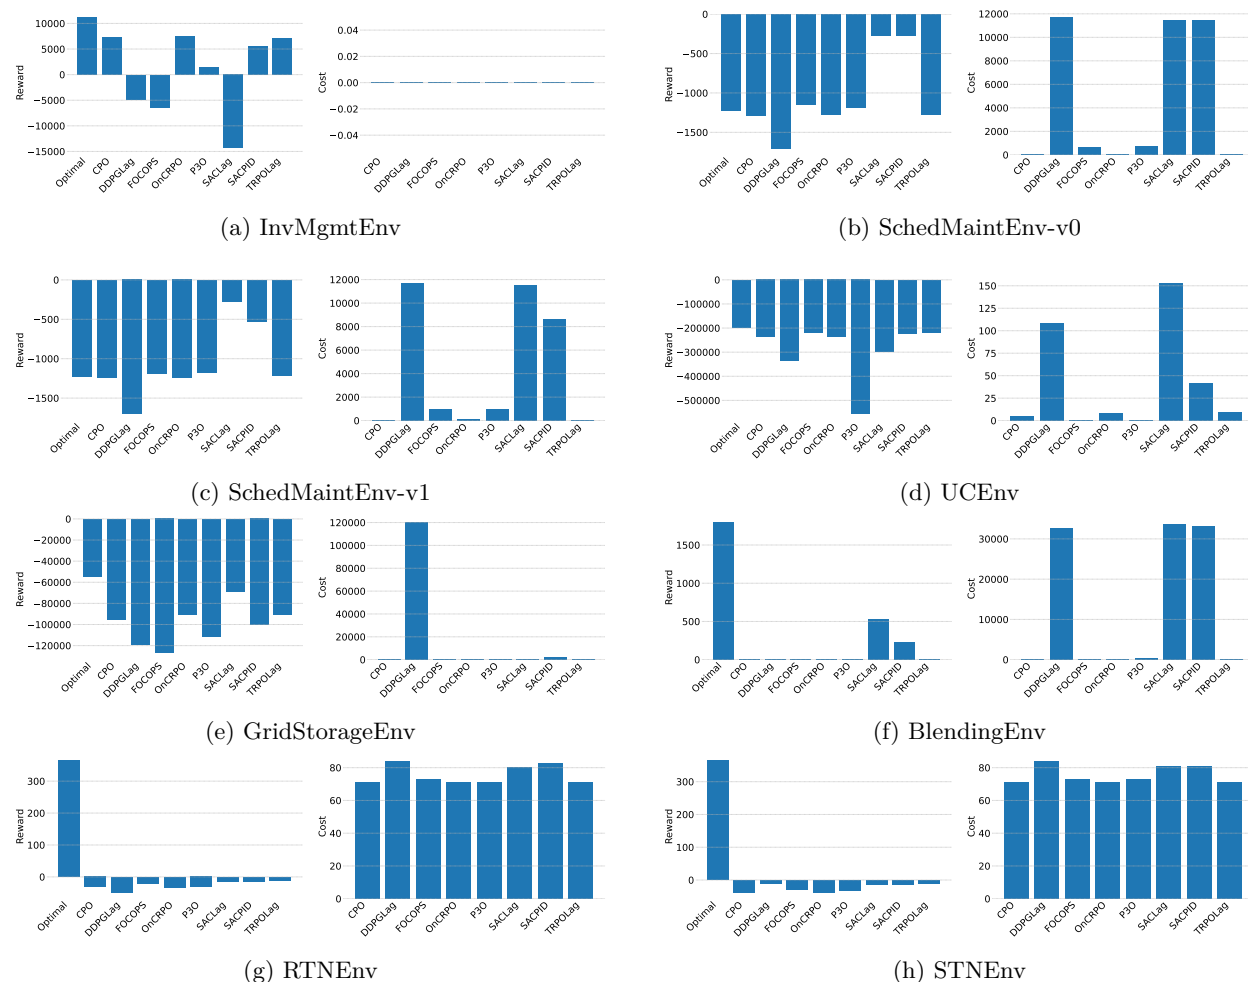 10000
5000
0
−5000
−10000
−15000
Reward
Optimal
CPO
DDPGLag
FOCOPS
OnCRPO
P3O
SACLag
SACPID
TRPOLag
0.04
0.02
0.00
−0.02
−0.04
Cost
CPO
DDPGLag
FOCOPS
OnCRPO
P3O
SACLag
SACPID
TRPOLag
(a) InvMgmtEnv
0
−500
−1000
−1500
Reward
Optimal
CPO
DDPGLag
FOCOPS
OnCRPO
P3O
SACLag
SACPID
TRPOLag
12000
10000
8000
6000
4000
2000
0
Cost
CPO
DDPGLag
FOCOPS
OnCRPO
P3O
SACLag
SACPID
TRPOLag
(b) SchedMaintEnv-v0
0
−500
−1000
−1500
Reward
Optimal
CPO
DDPGLag
FOCOPS
OnCRPO
P3O
SACLag
SACPID
TRPOLag
12000
10000
8000
6000
4000
2000
0
Cost
CPO
DDPGLag
FOCOPS
OnCRPO
P3O
SACLag
SACPID
TRPOLag
(c) SchedMaintEnv-v1
0
−100000
−200000
−300000
−400000
−500000
Reward
Optimal
CPO
DDPGLag
FOCOPS
OnCRPO
P3O
SACLag
SACPID
TRPOLag
150
125
100
75
50
25
0
Cost
CPO
DDPGLag
FOCOPS
OnCRPO
P3O
SACLag
SACPID
TRPOLag
(d) UCEnv
0
−20000
−40000
−60000
−80000
−100000
−120000
Reward
Optimal
CPO
DDPGLag
FOCOPS
OnCRPO
P3O
SACLag
SACPID
TRPOLag
120000
100000
80000
60000
40000
20000
0
Cost
CPO
DDPGLag
FOCOPS
OnCRPO
P3O
SACLag
SACPID
TRPOLag
(e) GridStorageEnv
1500
1000
500
0
Reward
Optimal
CPO
DDPGLag
FOCOPS
OnCRPO
P3O
SACLag
SACPID
TRPOLag
30000
20000
10000
0
Cost
CPO
DDPGLag
FOCOPS
OnCRPO
P3O
SACLag
SACPID
TRPOLag
(f) BlendingEnv
300
200
100
0
Reward
Optimal
CPO
DDPGLag
FOCOPS
OnCRPO
P3O
SACLag
SACPID
TRPOLag
80
60
40
20
0
Cost
CPO
DDPGLag
FOCOPS
OnCRPO
P3O
SACLag
SACPID
TRPOLag
(g) RTNEnv
300
200
100
0
Reward
Optimal
CPO
DDPGLag
FOCOPS
OnCRPO
P3O
SACLag
SACPID
TRPOLag
80
60
40
20
0
Cost
CPO
DDPGLag
FOCOPS
OnCRPO
P3O
SACLag
SACPID
TRPOLag
(h) STNEnv